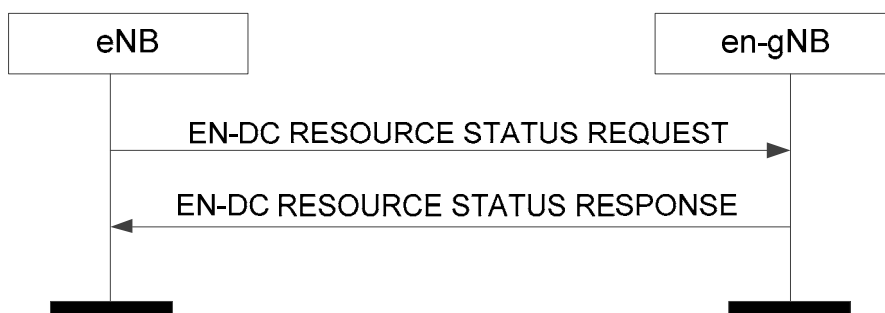 eNB
en-gNB
EN-DC RESOURCE STATUS REQUEST
EN-DC RESOURCE STATUS RESPONSE